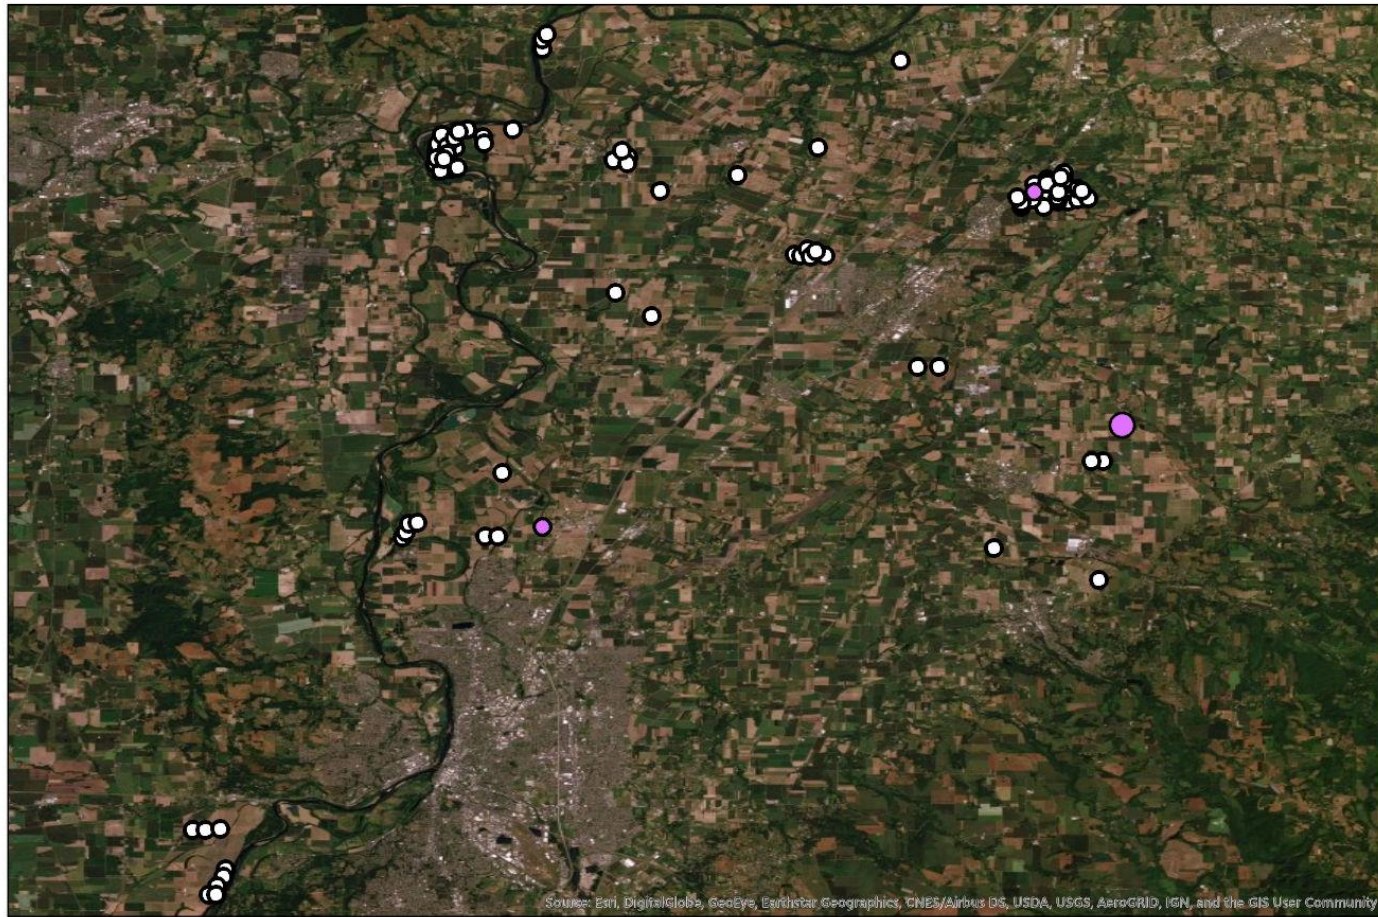 Source: Esri, DigitalGlobe, GeoEye, Earthstar Geographics, CNES/Airbus DS, USDA, USGS, AeroGRID, IGN, and the GIS User Community